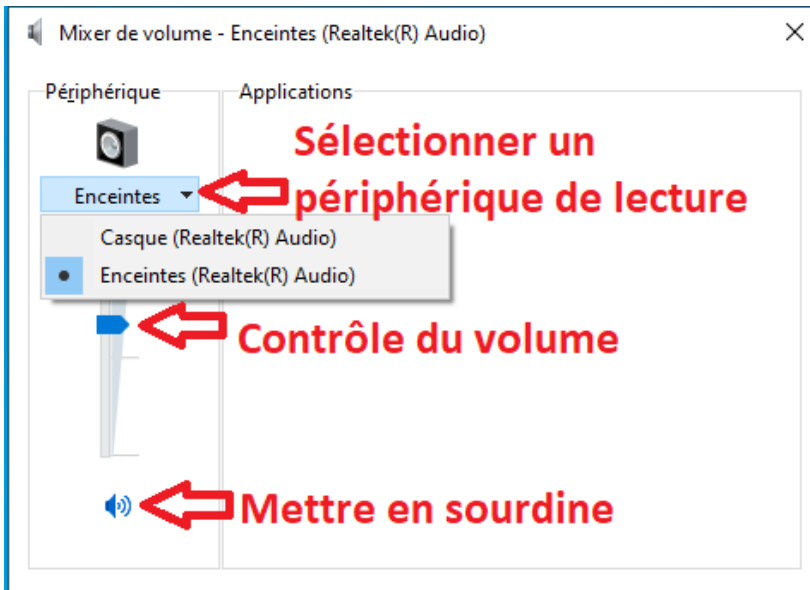 Mixer de volume - Enceintes (Realtek(R) Audio)
Périphérique
Applications
Sélectionner un
périphérique de lecture
Enceintes
Casque (Realtek(R) Audio)
Enceintes (Realtek(R) Audio)
Contrôle du volume
Mettre en sourdine